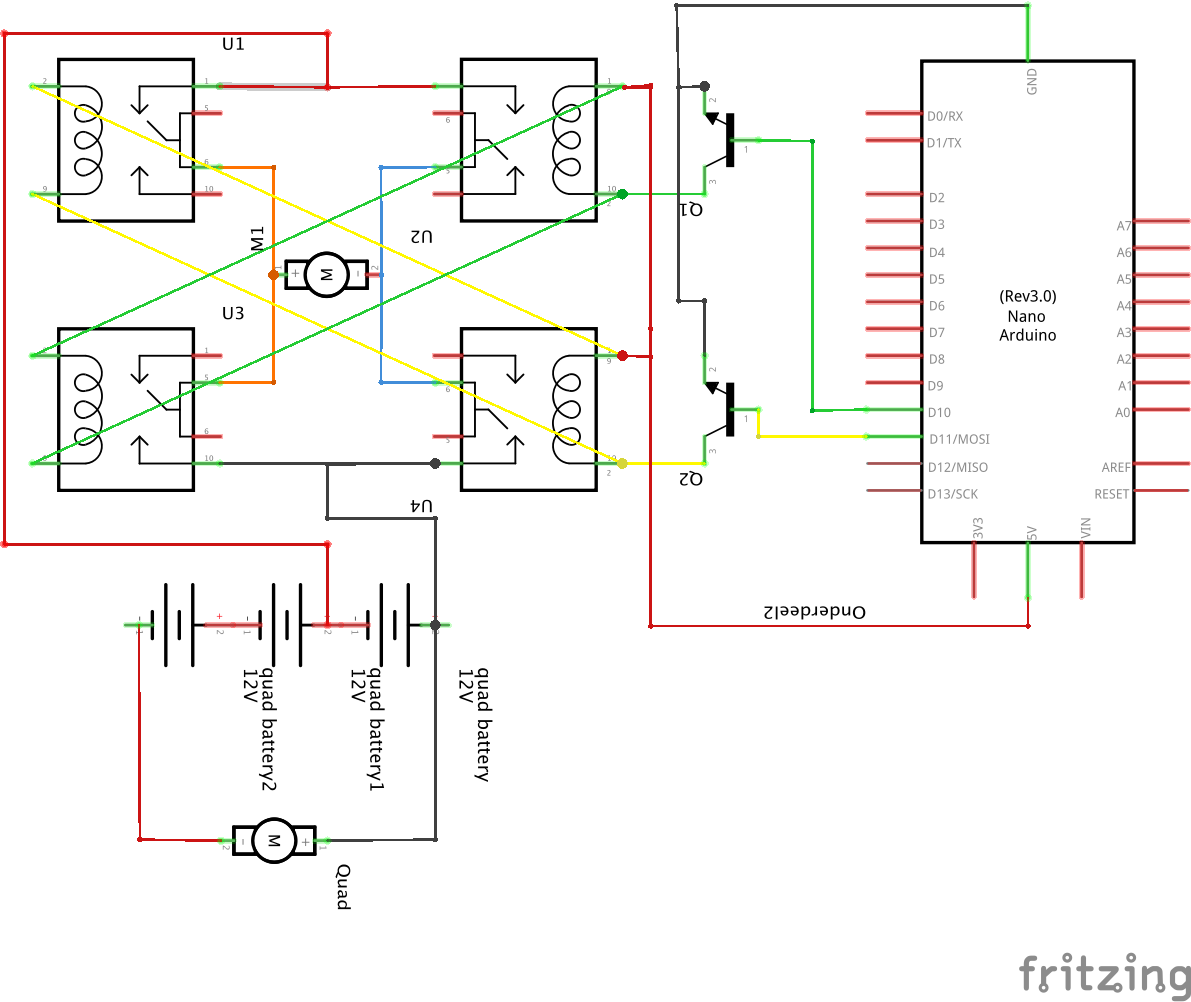 U1
2
1
5
6
9
10
1
6
5
10
2
M1
U2
+
M
-
2
U3
1
5
6
10
6
5
1
9
10
2
U4
2
1
3
Q1
2
1
3
Q2
GND
D0/RX
D1/TX
D2
D3
D4
D5
D6
D7
D8
D9
D10
D11/MOSI
D12/MISO
D13/SCK
A7
A6
A5
A4
A3
A2
A1
A0
AREF
RESET
(Rev3.0)
Nano
Arduino
3V3
5V
VIN
Onderdeel2
-
1
+
2
-
1
2
-
1
quad battery2
12V
quad battery1
12V
quad battery
12V
2
-
M
+
1
Quad
fritzing